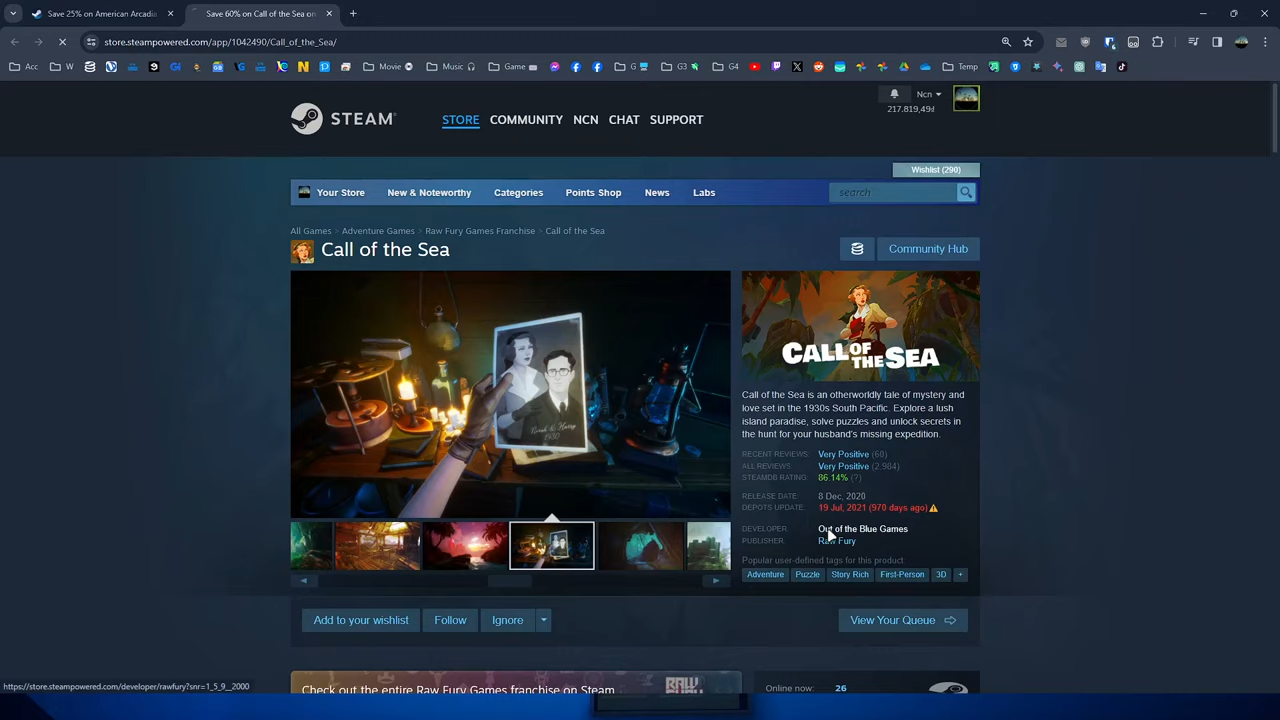 Save 25% on American Arcadia
Save 60% on Call of the Sea on
store.steampowered.com/app/1042490/Call_of_the_Sea/
Acc W Movie Music Game G G3 G4 Temp
Ncn
217.819,49₫
STEAM
STORE COMMUNITY NCN CHAT SUPPORT
Wishlist (290)
Your Store New & Noteworthy Categories Points Shop News Labs search
All Games > Adventure Games > Raw Fury Games Franchise > Call of the Sea
Call of the Sea
Community Hub
CALL OF THE SEA
Call of the Sea is an otherworldly tale of mystery and
love set in the 1930s South Pacific. Explore a lush
island paradise, solve puzzles and unlock secrets in
the hunt for your husband's missing expedition.
RECENT REVIEWS: Very Positive (60)
ALL REVIEWS: Very Positive (2,984)
STEAMDB RATING: 86.14% (?)
RELEASE DATE: 8 Dec, 2020
DEPOTS UPDATE: 19 Jul, 2021 (970 days ago)
DEVELOPER: Out of the Blue Games
PUBLISHER: Raw Fury
Popular user-defined tags for this product:
Adventure Puzzle Story Rich First-Person 3D +
Add to your wishlist Follow Ignore View Your Queue
Check out the entire Raw Fury Games franchise on Steam
RAW
Online now: 26
https://store.steampowered.com/developer/rawfury?snr=1_5_9__2000